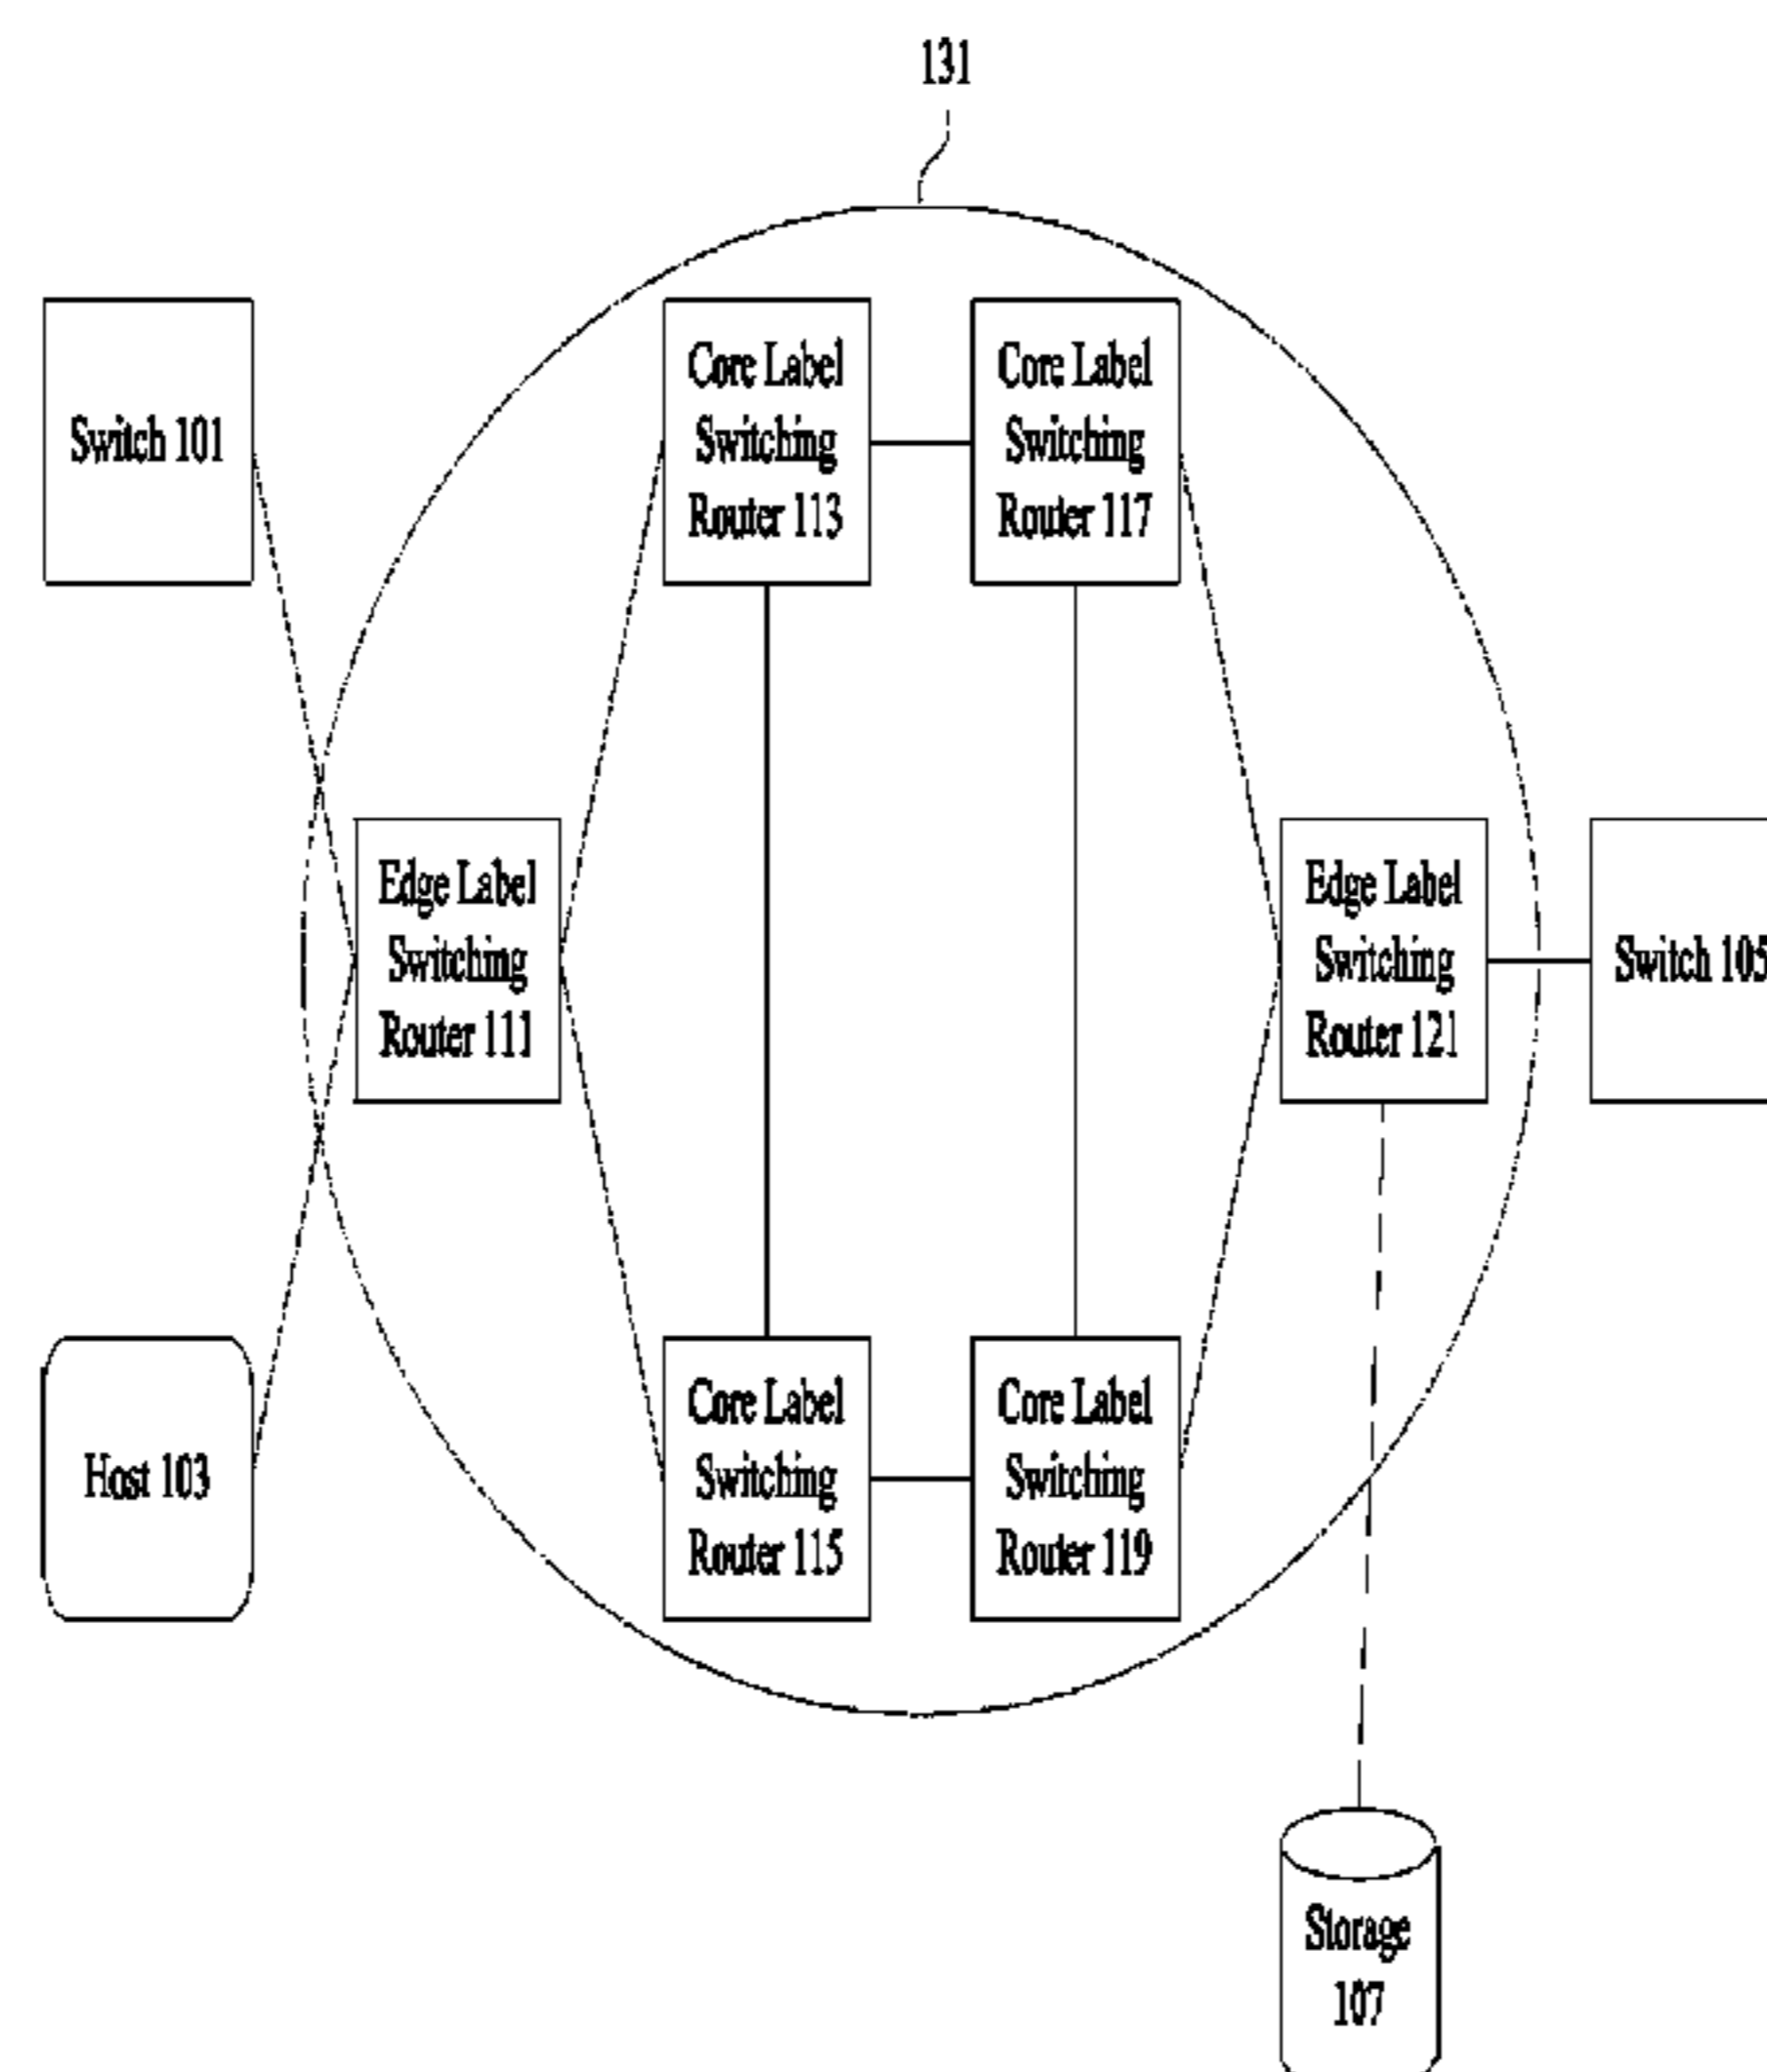 131
Switch 101
Core Label
Switching
Router 113
Core Label
Switching
Router 117
Edge Label
Switching
Router 111
Edge Label
Switching
Router 121
Switch 105
Host 103
Core Label
Switching
Router 115
Core Label
Switching
Router 119
Storage
107